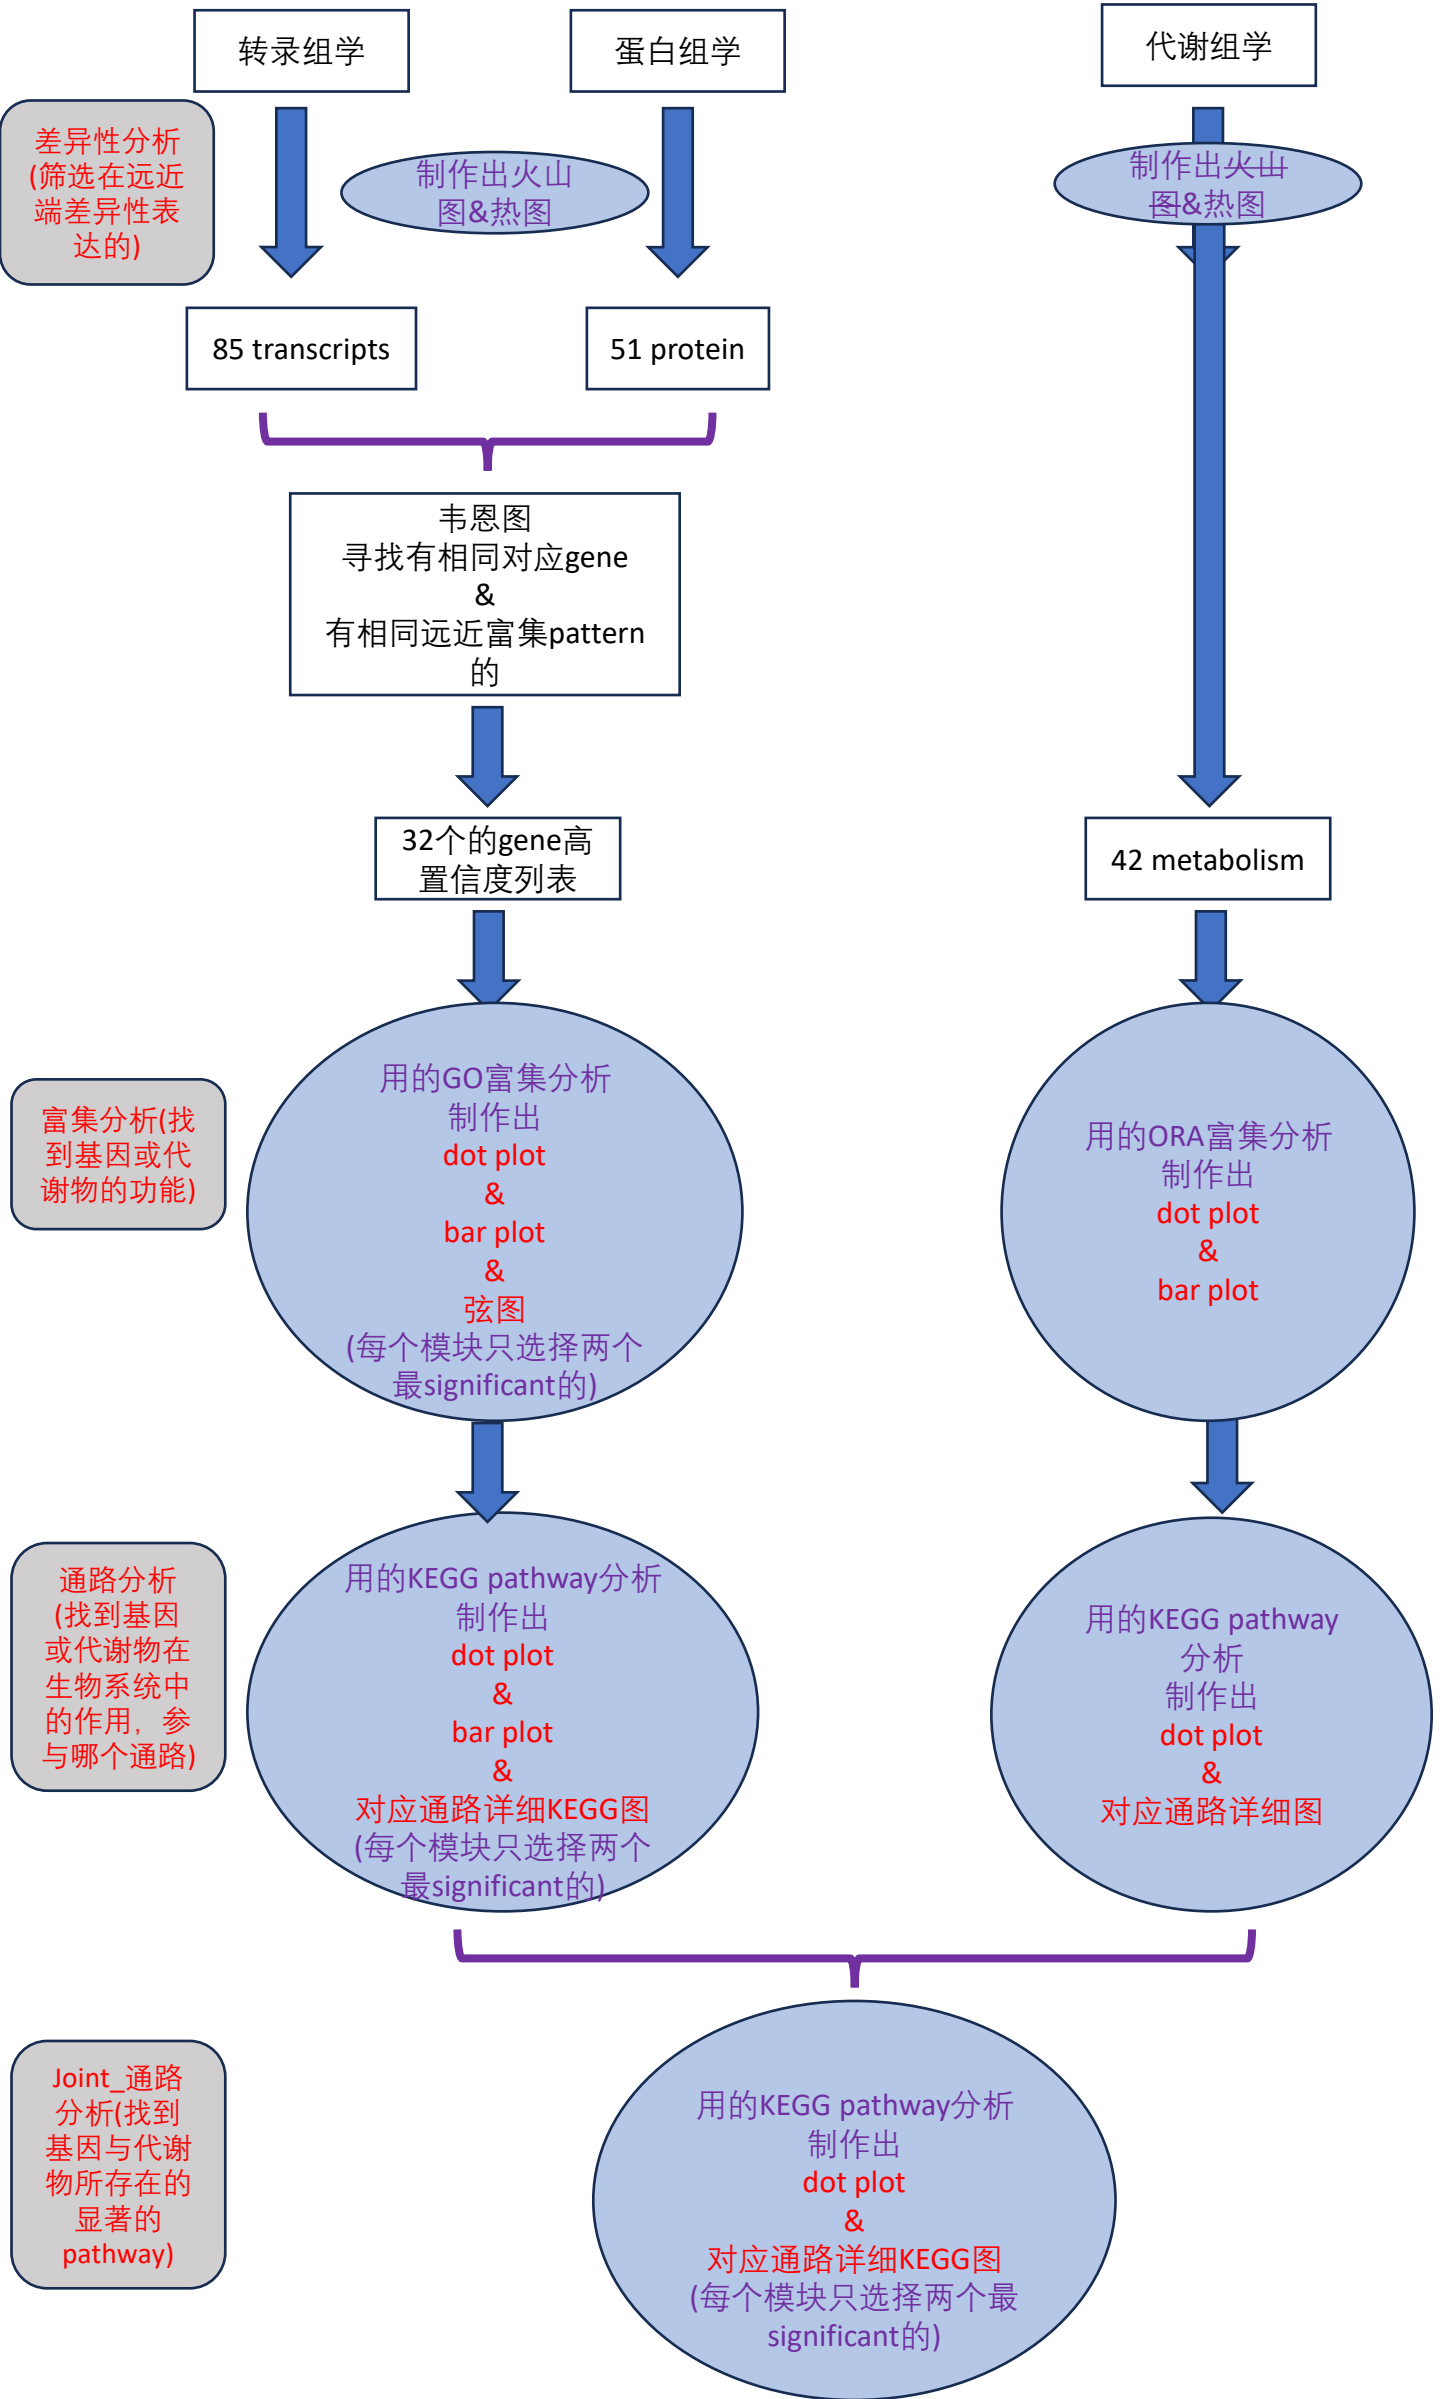 转录组学
蛋白组学
代谢组学
差异性分析
(筛选在远近
端差异性表
达的)
制作出火山
图&热图
制作出火山
图&热图
85 transcripts
51 protein
韦恩图
寻找有相同对应gene
&
有相同远近富集pattern
的
32个的gene高
置信度列表
42 metabolism
富集分析(找
到基因或代
谢物的功能)
用的GO富集分析
制作出
dot plot
&
bar plot
&
弦图
(每个模块只选择两个
最significant的)
用的ORA富集分析
制作出
dot plot
&
bar plot
通路分析
(找到基因
或代谢物在
生物系统中
的作用，参
与哪个通路)
用的KEGG pathway分析
制作出
dot plot
&
bar plot
&
对应通路详细KEGG图
(每个模块只选择两个
最significant的)
用的KEGG pathway
分析
制作出
dot plot
&
对应通路详细图
Joint_通路
分析(找到
基因与代谢
物所存在的
显著的
pathway)
用的KEGG pathway分析
制作出
dot plot
&
对应通路详细KEGG图
(每个模块只选择两个最
significant的)